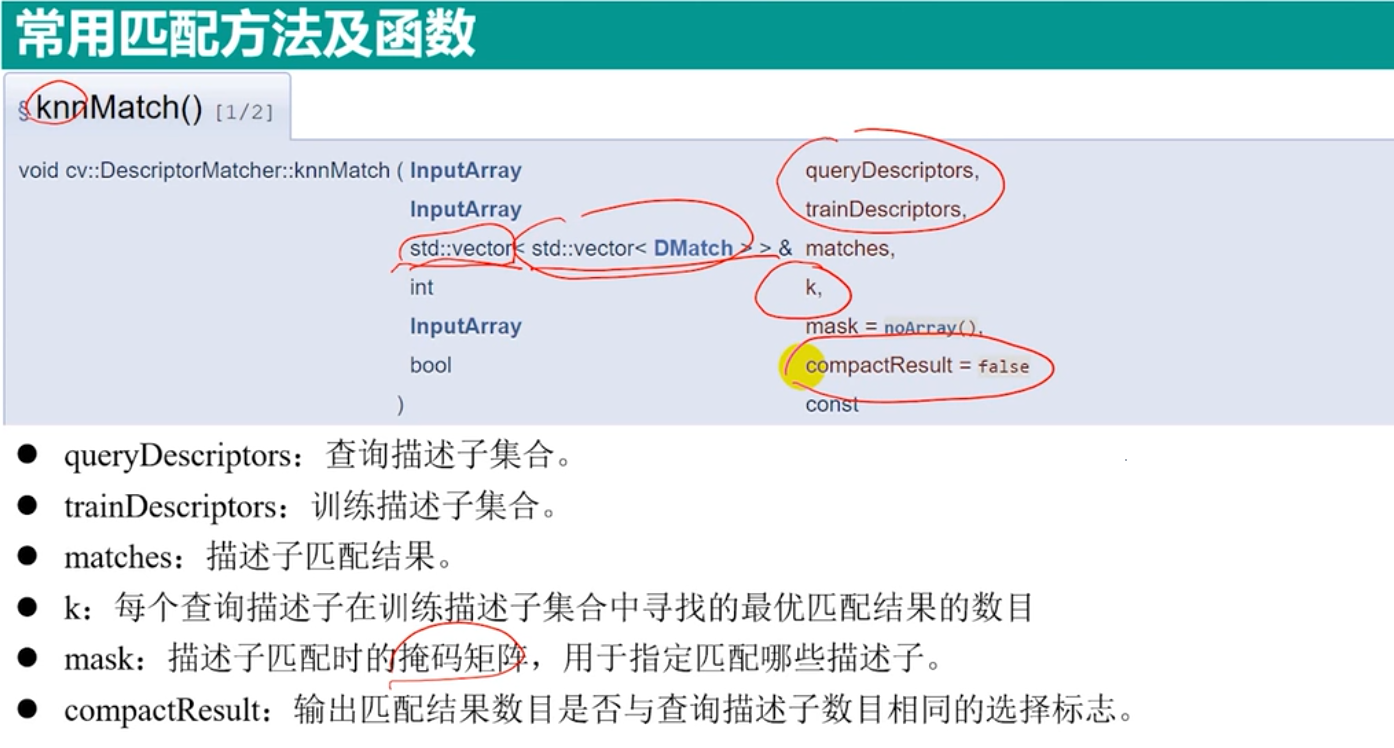 常用匹配方法及函数
§ knnMatch() [1/2]
void cv::DescriptorMatcher::knnMatch ( InputArray queryDescriptors,
InputArray trainDescriptors,
std::vector< std::vector< DMatch > > & matches,
int k,
InputArray mask = noArray(),
bool compactResult = false
) const
● queryDescriptors：查询描述子集合。
● trainDescriptors：训练描述子集合。
● matches：描述子匹配结果。
● k：每个查询描述子在训练描述子集合中寻找的最优匹配结果的数目
● mask：描述子匹配时的掩码矩阵，用于指定匹配哪些描述子。
● compactResult：输出匹配结果数目是否与查询描述子数目相同的选择标志。